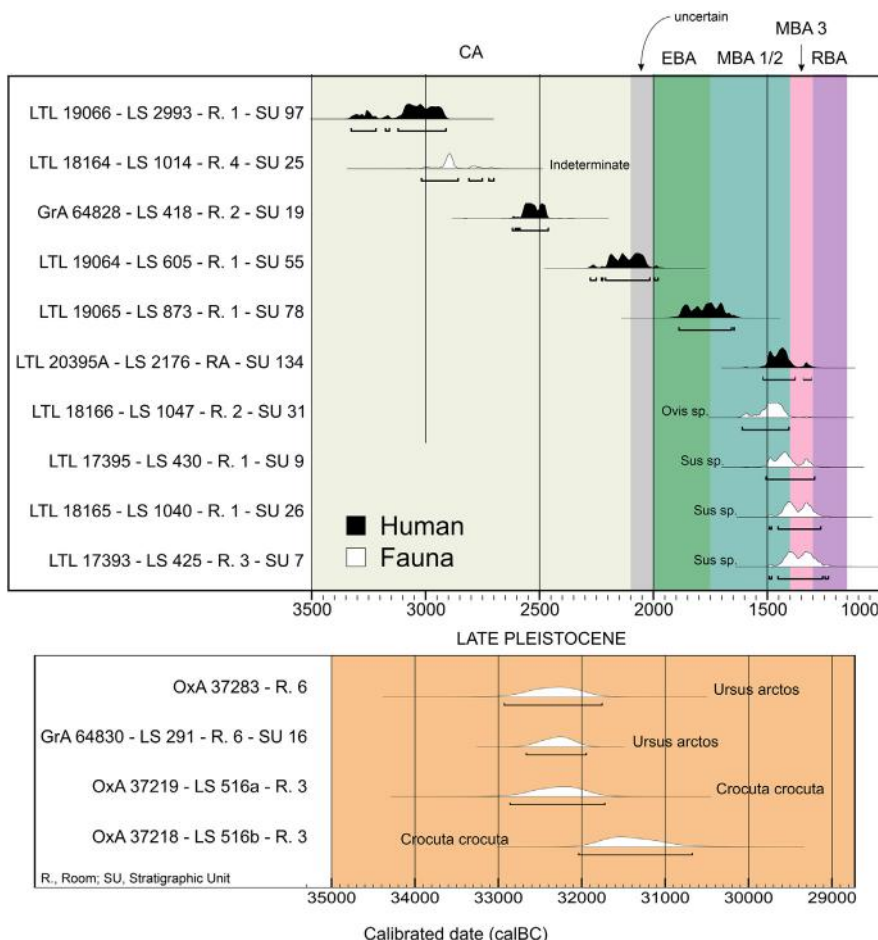 uncertain
MBA 3
CA
EBA MBA 1/2 RBA
LTL 19066 - LS 2993 - R. 1 - SU 97
LTL 18164 - LS 1014 - R. 4 - SU 25 Indeterminate
GrA 64828 - LS 418 - R. 2 - SU 19
LTL 19064 - LS 605 - R. 1 - SU 55
LTL 19065 - LS 873 - R. 1 - SU 78
LTL 20395A - LS 2176 - RA - SU 134
LTL 18166 - LS 1047 - R. 2 - SU 31 Ovis sp.
LTL 17395 - LS 430 - R. 1 - SU 9 Sus sp.
LTL 18165 - LS 1040 - R. 1 - SU 26 Sus sp.
LTL 17393 - LS 425 - R. 3 - SU 7 Sus sp.
Human
Fauna
3500 3000 2500 2000 1500 1000
LATE PLEISTOCENE
OxA 37283 - R. 6 Ursus arctos
GrA 64830 - LS 291 - R. 6 - SU 16 Ursus arctos
OxA 37219 - LS 516a - R. 3 Crocuta crocuta
OxA 37218 - LS 516b - R. 3 Crocuta crocuta
R., Room; SU, Stratigraphic Unit
35000 34000 33000 32000 31000 30000 29000
Calibrated date (calBC)